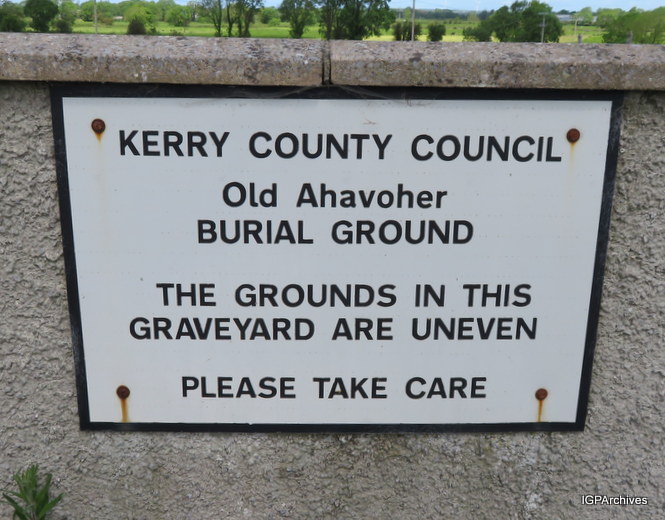 KERRY COUNTY COUNCIL
Old Ahavoher
BURIAL GROUND
THE GROUNDS IN THIS
GRAVEYARD ARE UNEVEN
PLEASE TAKE CARE
IGPArchives